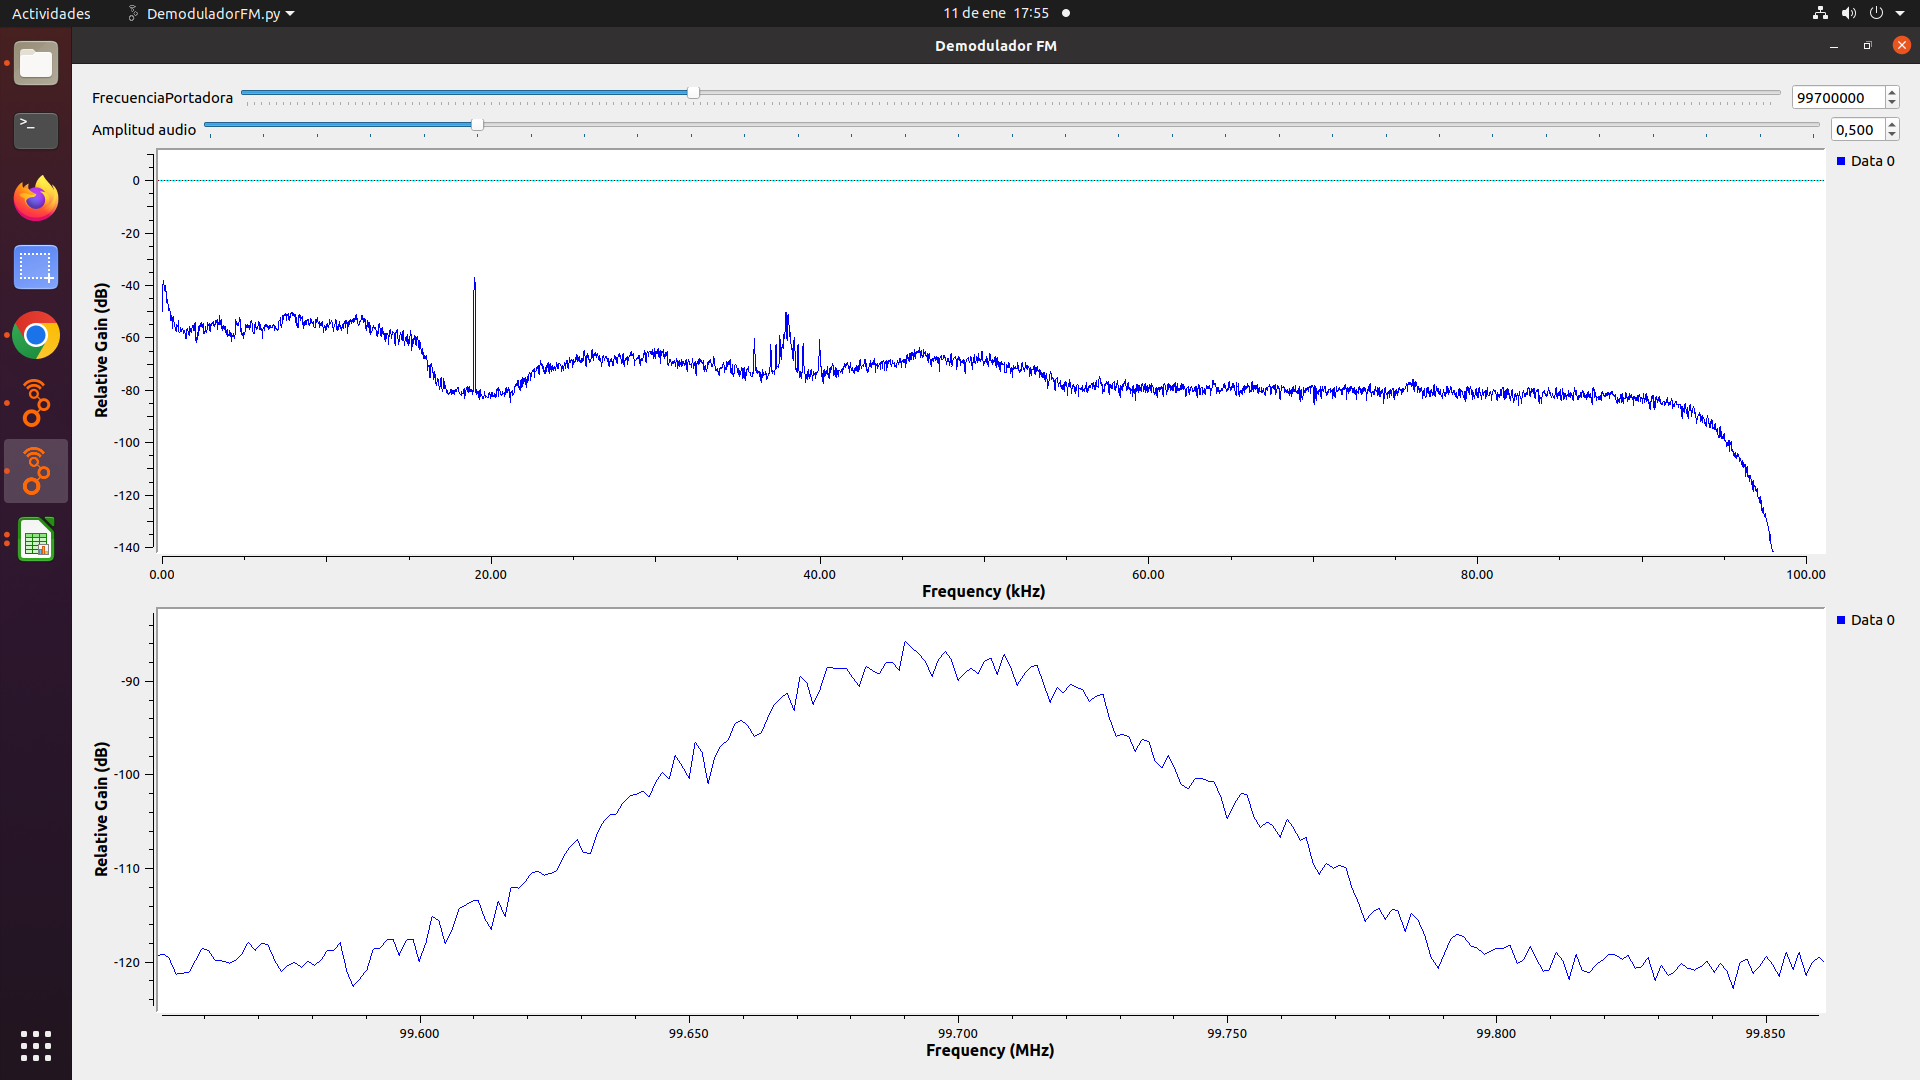 Actividades DemoduladorFM.py 11 de ene 17:55
Demodulador FM
FrecuenciaPortadora 99700000
Amplitud audio 0,500
Data 0
0
-20
-40
-60
-80
-100
-120
-140
Relative Gain (dB)
0.00 20.00 40.00 60.00 80.00 100.00
Frequency (kHz)
Data 0
-90
-100
-110
-120
Relative Gain (dB)
99.600 99.650 99.700 99.750 99.800 99.850
Frequency (MHz)
>_